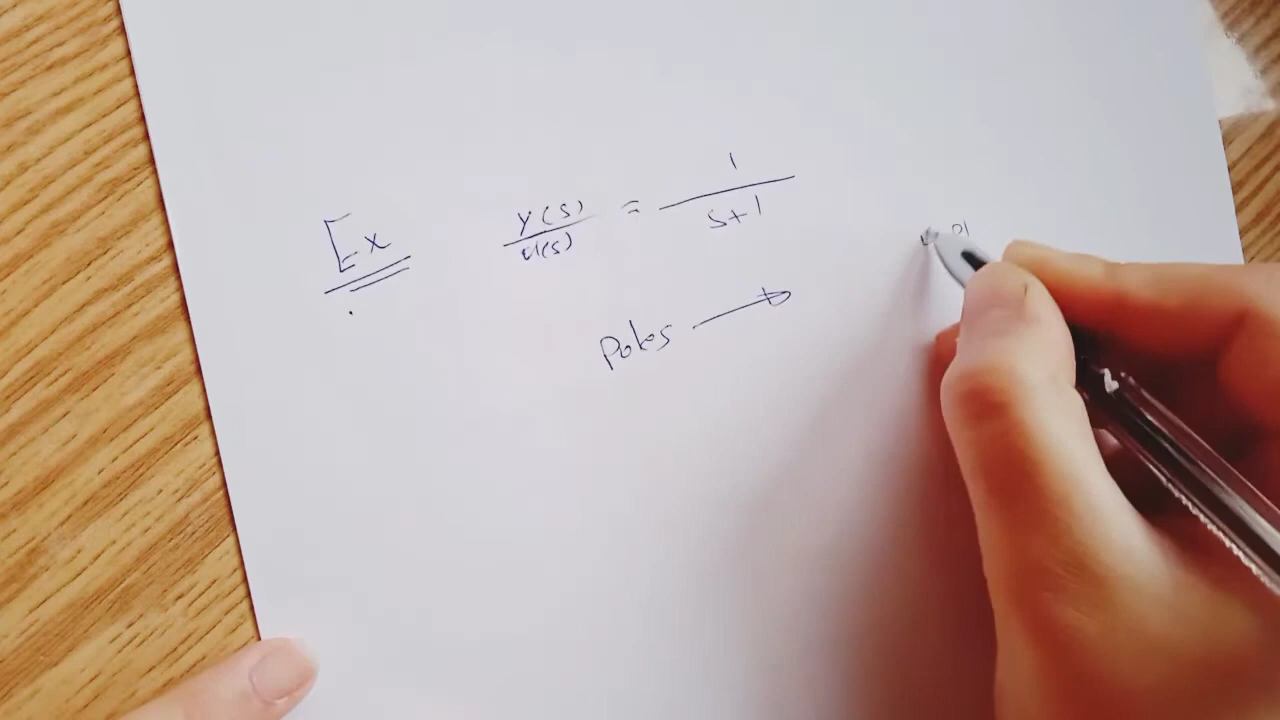 Ex Y(s)/U(s) = 1/(s+1)
Poles →